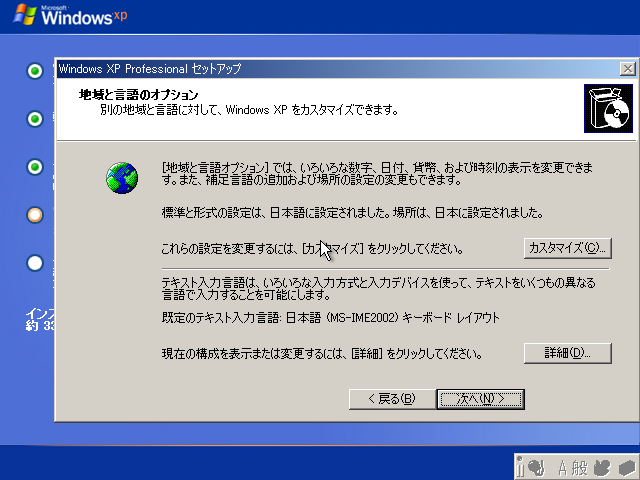 Microsoft
Windows xp
Windows XP Professional セットアップ
地域と言語のオプション
別の地域と言語に対して、Windows XP をカスタマイズできます。
[地域と言語オプション] では、いろいろな数字、日付、貨幣、および時刻の表示を変更できま
す。また、補足言語の追加および場所の設定の変更もできます。
標準と形式の設定は、日本語に設定されました。場所は、日本に設定されました。
これらの設定を変更するには、[カスタマイズ] をクリックしてください。
カスタマイズ(C)...
テキスト入力言語は、いろいろな入力方式と入力デバイスを使って、テキストをいくつもの異なる
言語で入力することを可能にします。
既定のテキスト入力言語: 日本語 (MS-IME2002) キーボード レイアウト
現在の構成を表示または変更するには、[詳細] をクリックしてください。
詳細(D)...
< 戻る(B)
次へ(N) >
インス
約 33
A 般